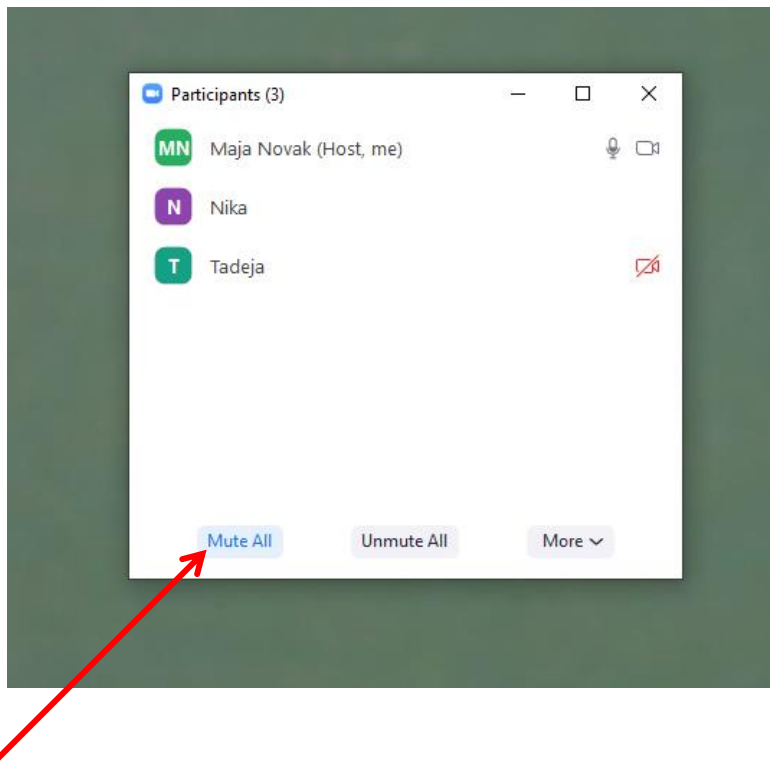 Participants (3)
MN Maja Novak (Host, me)
N Nika
T Tadeja
Mute All Unmute All More